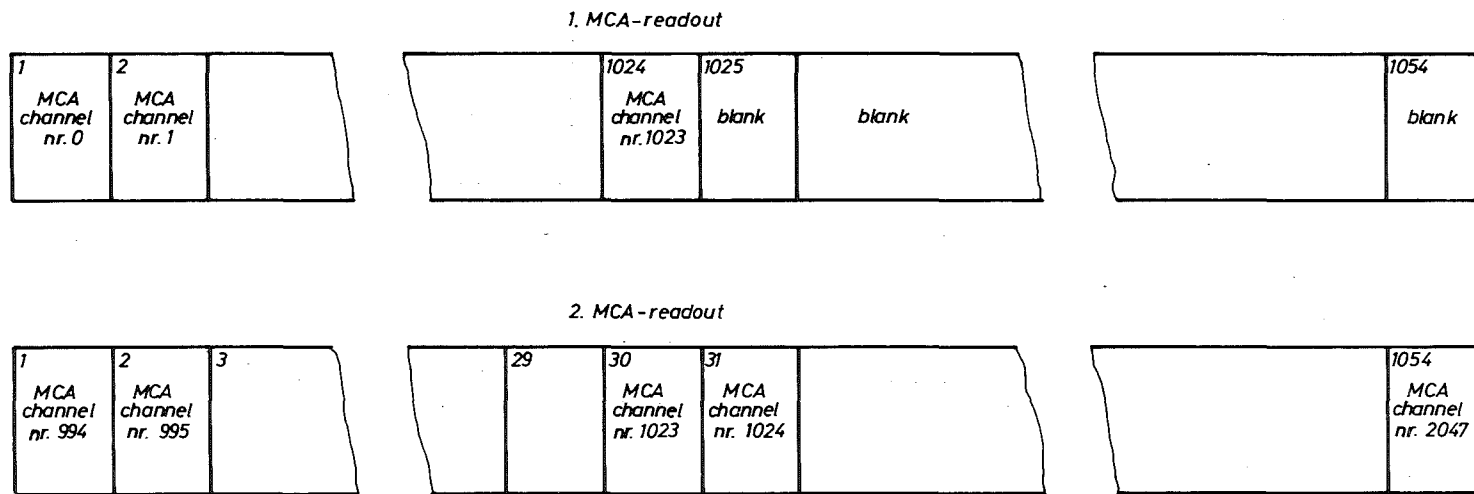 1. MCA-readout
1 2 1024 1025 1054
MCA MCA MCA
channel channel channel blank blank blank
nr. 0 nr. 1 nr. 1023
2. MCA-readout
1 2 3 29 30 31 1054
MCA MCA MCA MCA MCA
channel channel channel channel channel
nr. 994 nr. 995 nr. 1023 nr. 1024 nr. 2047